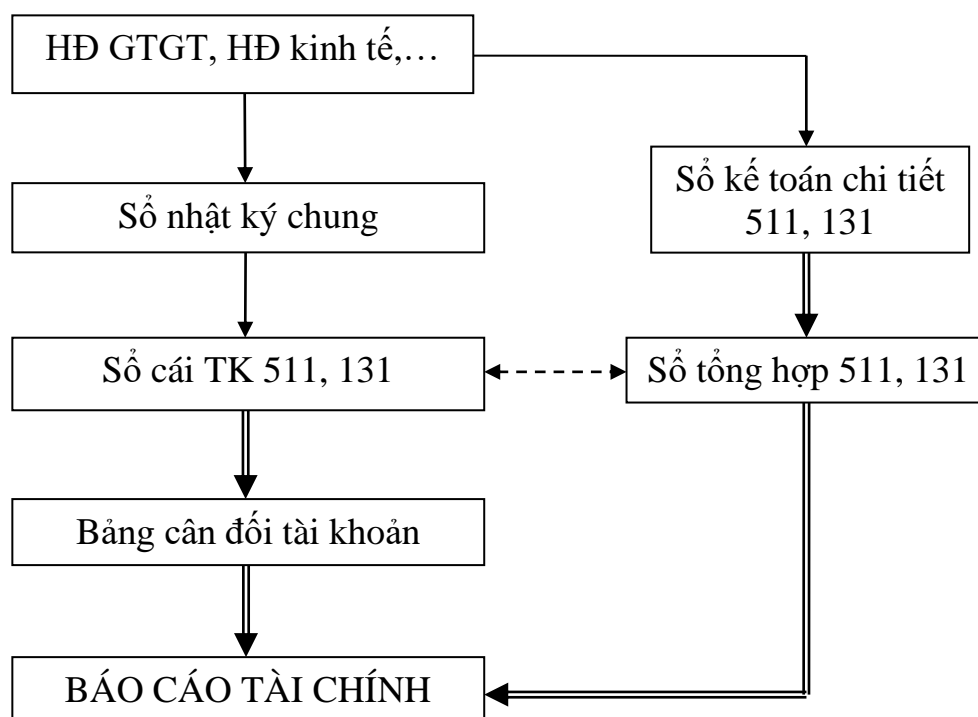 HĐ GTGT, HĐ kinh tế,…
Sổ kế toán chi tiết
511, 131
Sổ nhật ký chung
Sổ cái TK 511, 131
Sổ tổng hợp 511, 131
Bảng cân đối tài khoản
BÁO CÁO TÀI CHÍNH